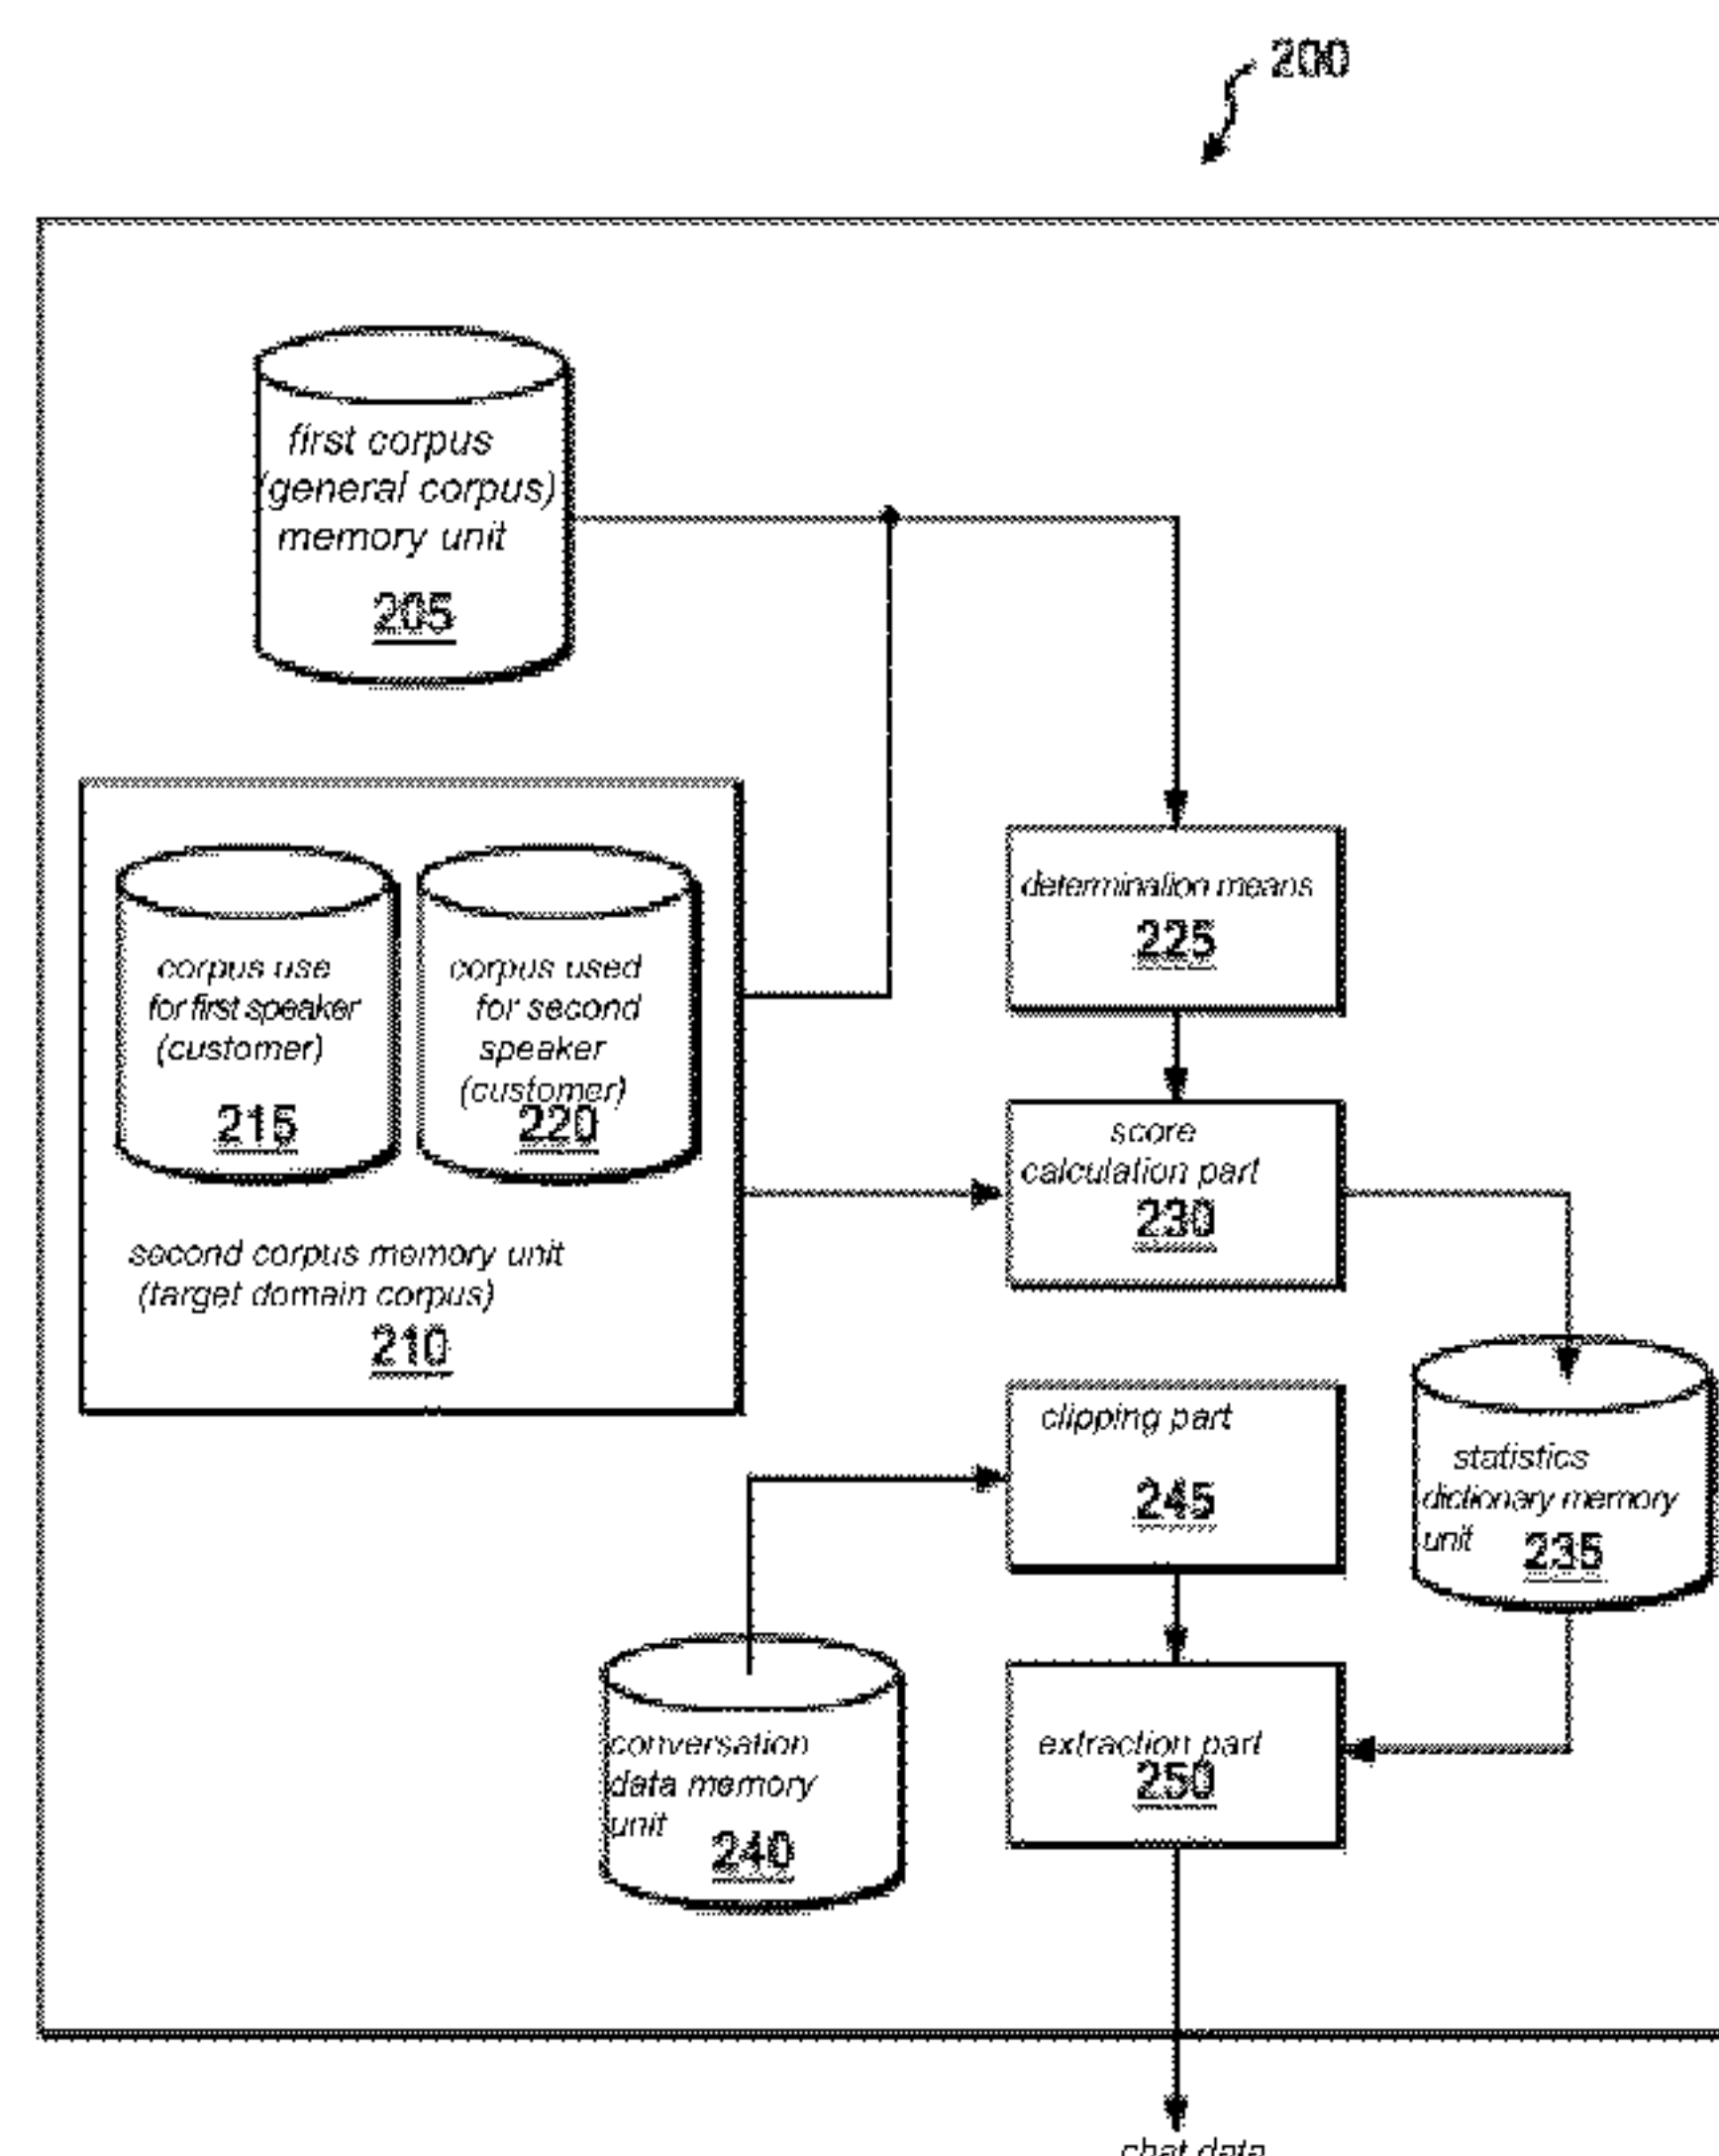 200
first corpus
(general corpus)
memory unit
205
corpus use
for first speaker
(customer)
215
corpus used
for second
speaker
(customer)
220
second corpus memory unit
(target domain corpus)
210
determination means
225
score
calculation part
230
clipping part
245
statistics
dictionary memory
unit
235
conversation
data memory
unit
240
extraction part
250
chat data